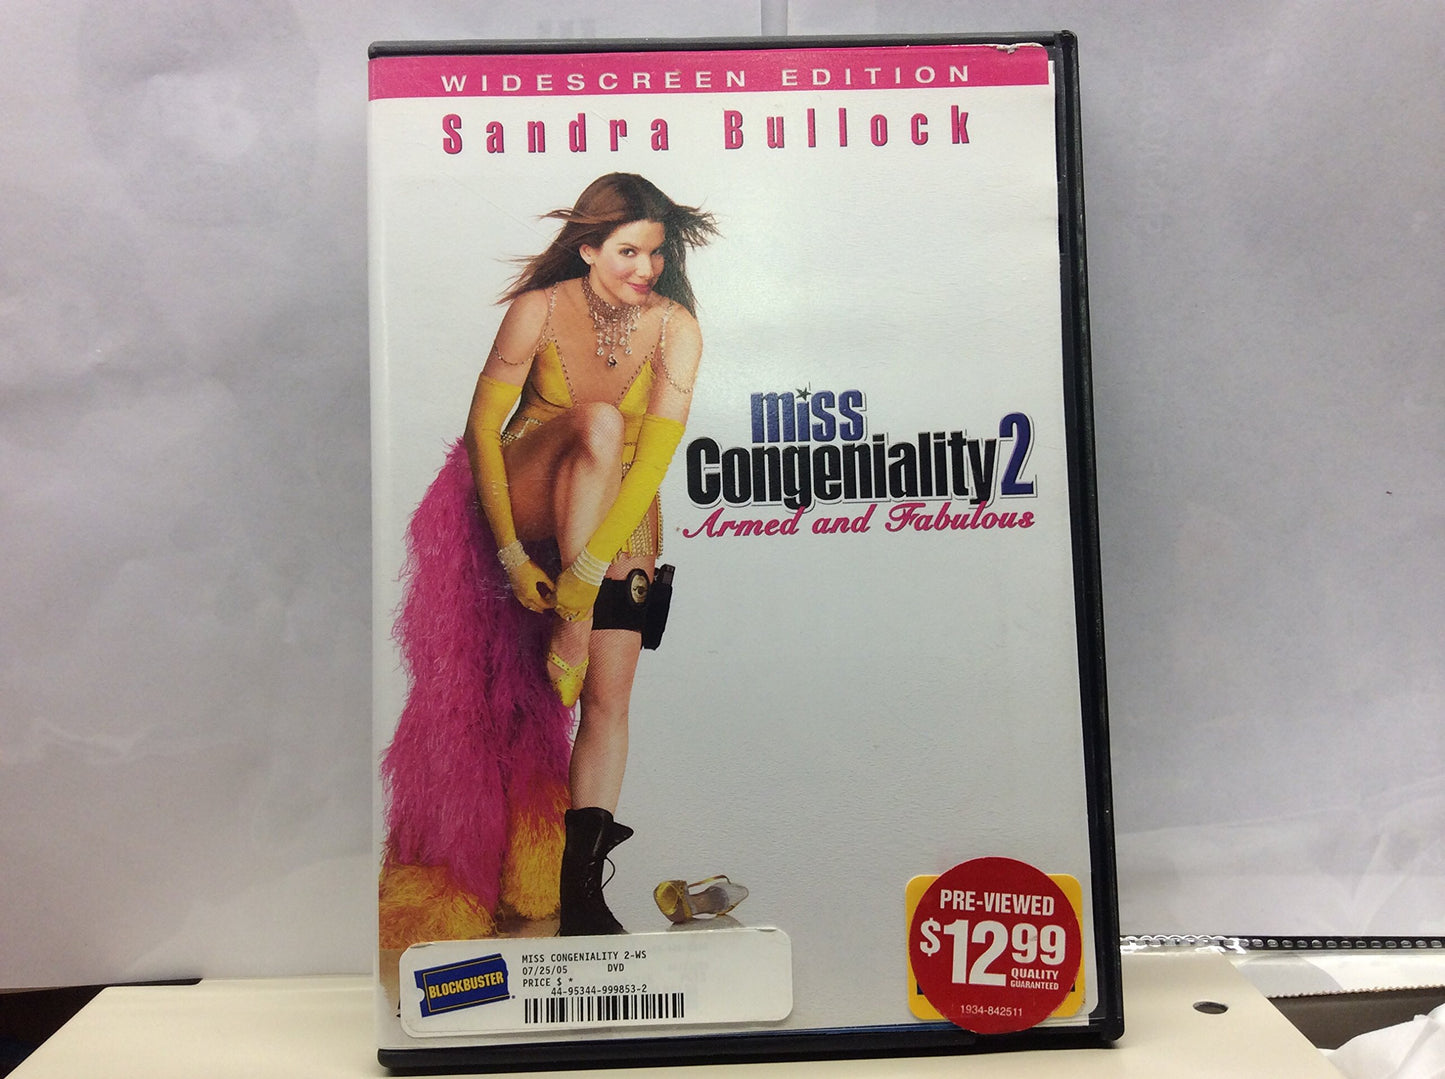 WIDESCREEN EDITION
Sandra Bullock
miss
Congeniality 2
Armed and Fabulous
BLOCKBUSTER
MISS CONGENIALITY 2-WS
07/25/05 DVD
PRICE $ *
44-95344-999853-2
PRE-VIEWED
$12.99
QUALITY
GUARANTEED
1934-842511